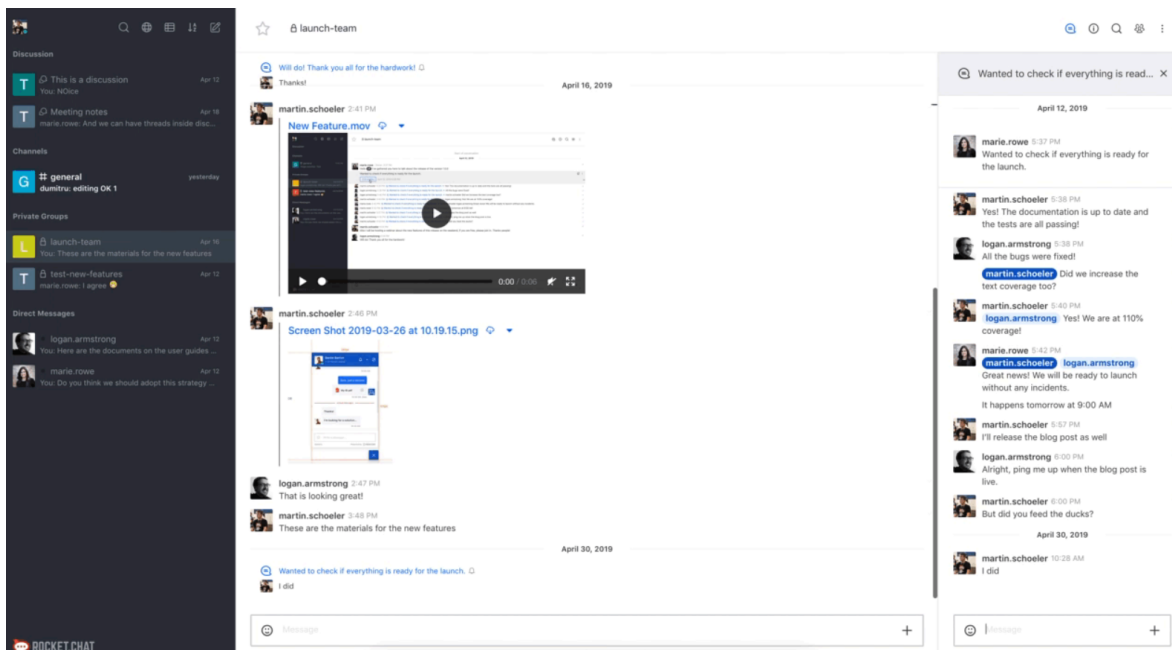 launch-team
Discussion
T
This is a discussion
Apr 12
You: NOice
T
Meeting notes
Apr 18
marie.rowe: And we can have threads inside disc...
Channels
G
# general
yesterday
dumitru: editing OK 1
Private Groups
L
launch-team
Apr 16
You: These are the materials for the new features
T
test-new-features
Apr 12
marie.rowe: I agree
Direct Messages
logan.armstrong
Apr 12
You: Here are the documents on the user guides ...
marie.rowe
Apr 12
You: Do you think we should adopt this strategy ...
ROCKET.CHAT
Will do! Thank you all for the hardwork!
Thanks!
April 16, 2019
martin.schoeler 2:41 PM
New Feature.mov
0:00 / 0:06
martin.schoeler 2:46 PM
Screen Shot 2019-03-26 at 10.19.15.png
logan.armstrong 2:47 PM
That is looking great!
martin.schoeler 3:48 PM
These are the materials for the new features
April 30, 2019
Wanted to check if everything is ready for the launch.
I did
Message
Wanted to check if everything is read...
April 12, 2019
marie.rowe 5:37 PM
Wanted to check if everything is ready for
the launch.
martin.schoeler 5:38 PM
Yes! The documentation is up to date and
the tests are all passing!
logan.armstrong 5:38 PM
All the bugs were fixed!
martin.schoeler Did we increase the
text coverage too?
martin.schoeler 5:40 PM
logan.armstrong Yes! We are at 110%
coverage!
marie.rowe 5:42 PM
martin.schoeler logan.armstrong
Great news! We will be ready to launch
without any incidents.
It happens tomorrow at 9:00 AM
martin.schoeler 5:57 PM
I'll release the blog post as well
logan.armstrong 6:00 PM
Alright, ping me up when the blog post is
live.
martin.schoeler 6:00 PM
But did you feed the ducks?
April 30, 2019
martin.schoeler 10:28 AM
I did
Message